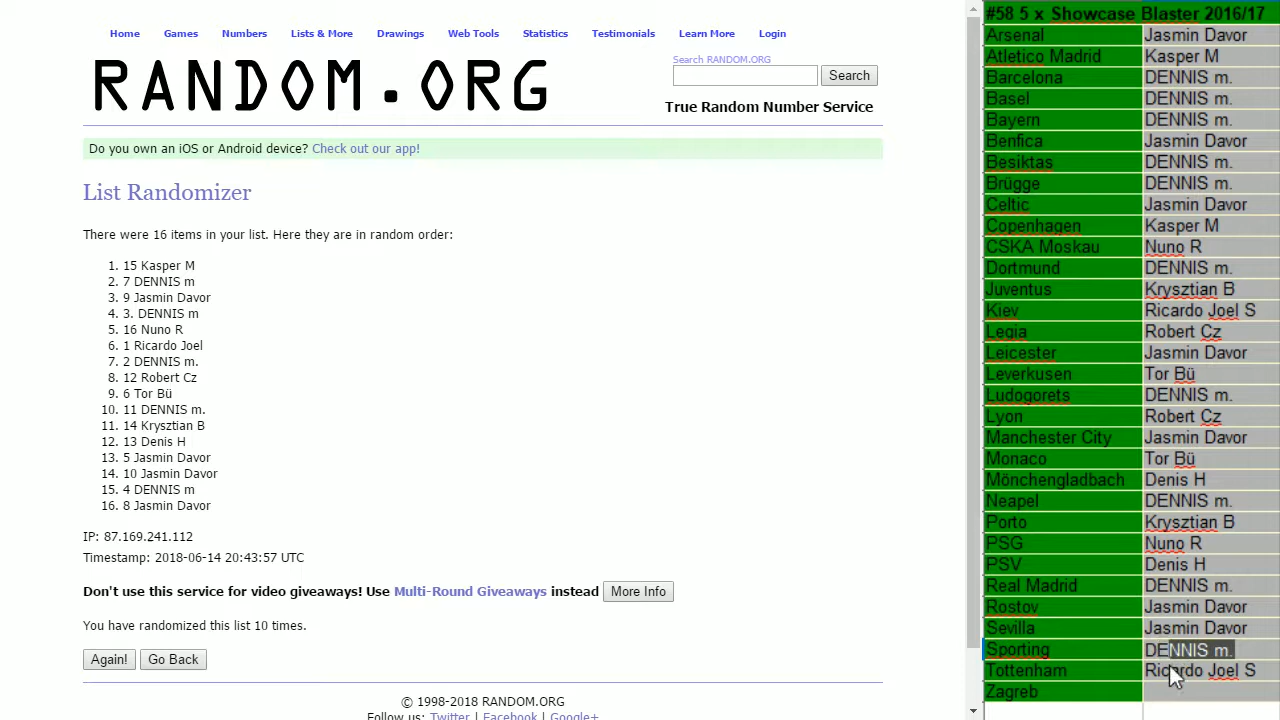 Home Games Numbers Lists & More Drawings Web Tools Statistics Testimonials Learn More Login
Search RANDOM.ORG
RANDOM.ORG
Search
True Random Number Service
Do you own an iOS or Android device? Check out our app!
List Randomizer
There were 16 items in your list. Here they are in random order:
1. 15 Kasper M
2. 7 DENNIS m
3. 9 Jasmin Davor
4. 3. DENNIS m
5. 16 Nuno R
6. 1 Ricardo Joel
7. 2 DENNIS m.
8. 12 Robert Cz
9. 6 Tor Bü
10. 11 DENNIS m.
11. 14 Krysztian B
12. 13 Denis H
13. 5 Jasmin Davor
14. 10 Jasmin Davor
15. 4 DENNIS m
16. 8 Jasmin Davor
IP: 87.169.241.112
Timestamp: 2018-06-14 20:43:57 UTC
Don't use this service for video giveaways! Use Multi-Round Giveaways instead More Info
You have randomized this list 10 times.
Again! Go Back
© 1998-2018 RANDOM.ORG
Follow us: Twitter | Facebook | Google+
#58 5 x Showcase Blaster 2016/17
Arsenal Jasmin Davor
Atletico Madrid Kasper M
Barcelona DENNIS m.
Basel DENNIS m.
Bayern DENNIS m.
Benfica Jasmin Davor
Besiktas DENNIS m.
Brügge DENNIS m.
Celtic Jasmin Davor
Copenhagen Kasper M
CSKA Moskau Nuno R
Dortmund DENNIS m.
Juventus Krysztian B
Kiev Ricardo Joel S
Legia Robert Cz
Leicester Jasmin Davor
Leverkusen Tor Bü
Ludogorets DENNIS m.
Lyon Robert Cz
Manchester City Jasmin Davor
Monaco Tor Bü
Mönchengladbach Denis H
Neapel DENNIS m.
Porto Krysztian B
PSG Nuno R
PSV Denis H
Real Madrid DENNIS m.
Rostov Jasmin Davor
Sevilla Jasmin Davor
Sporting DENNIS m.
Tottenham Ricardo Joel S
Zagreb